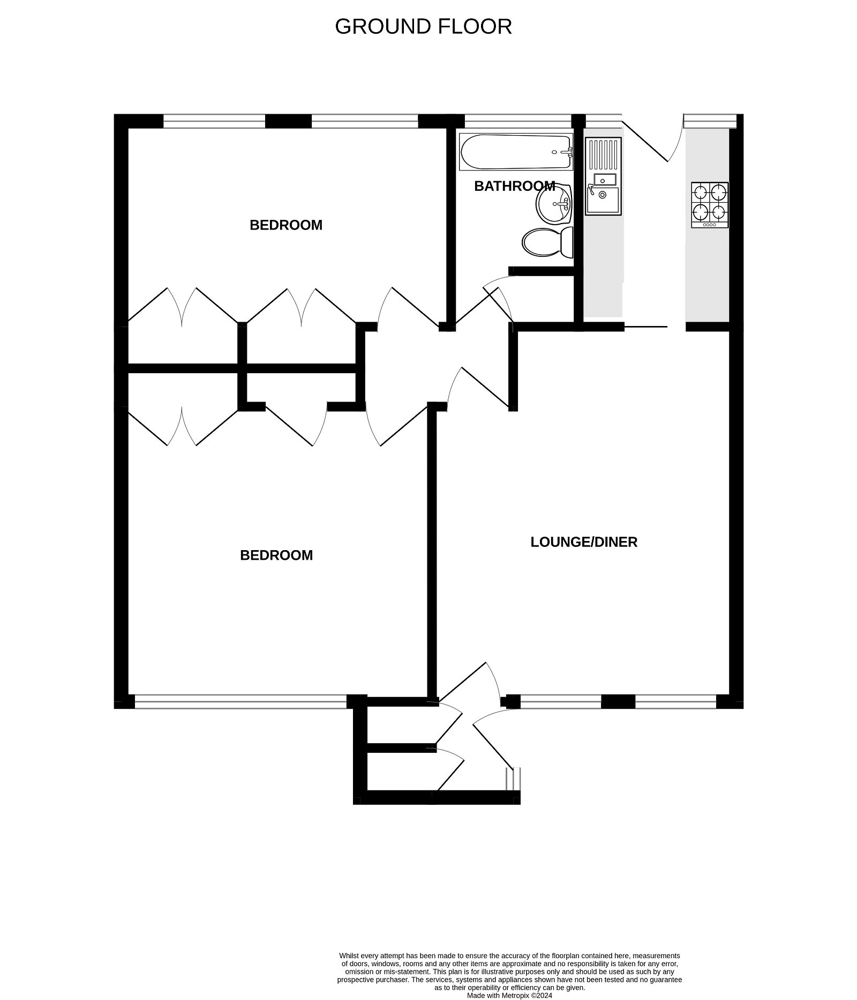 GROUND FLOOR
BATHROOM
BEDROOM
LOUNGE/DINER
BEDROOM
Whilst every attempt has been made to ensure the accuracy of the floorplan contained here, measurements
of doors, windows, rooms and any other items are approximate and no responsibility is taken for any error,
omission or mis-statement. This plan is for illustrative purposes only and should be used as such by any
prospective purchaser. The services, systems and appliances shown have not been tested and no guarantee
as to their operability or efficiency can be given.
Made with Metropix ©2024